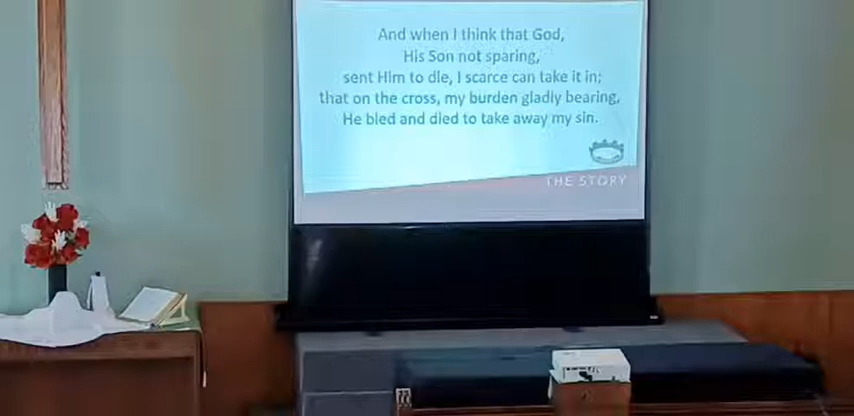 And when I think that God,
His Son not sparing,
sent Him to die, I scarce can take it in;
that on the cross, my burden gladly bearing,
He bled and died to take away my sin.
THE STORY